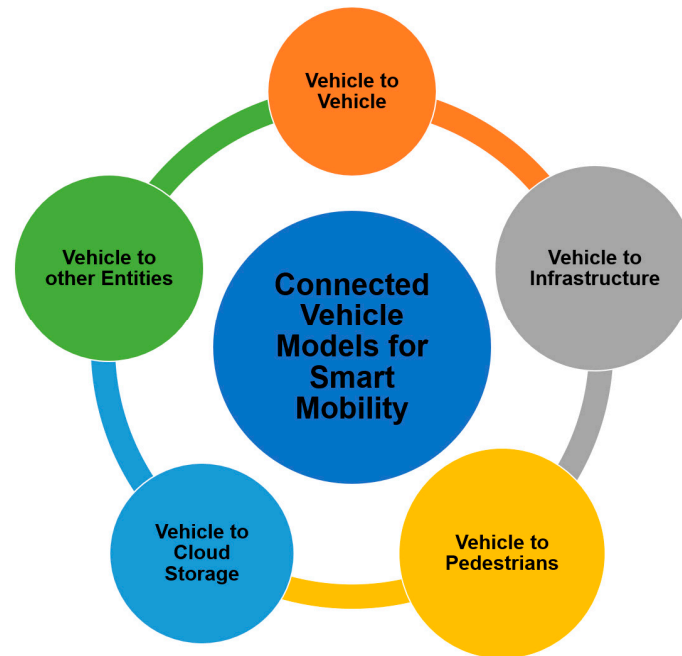 Vehicle to
Vehicle
Vehicle to
Infrastructure
Vehicle to
Pedestrians
Vehicle to
Cloud
Storage
Vehicle to
other Entities
Connected
Vehicle
Models for
Smart
Mobility